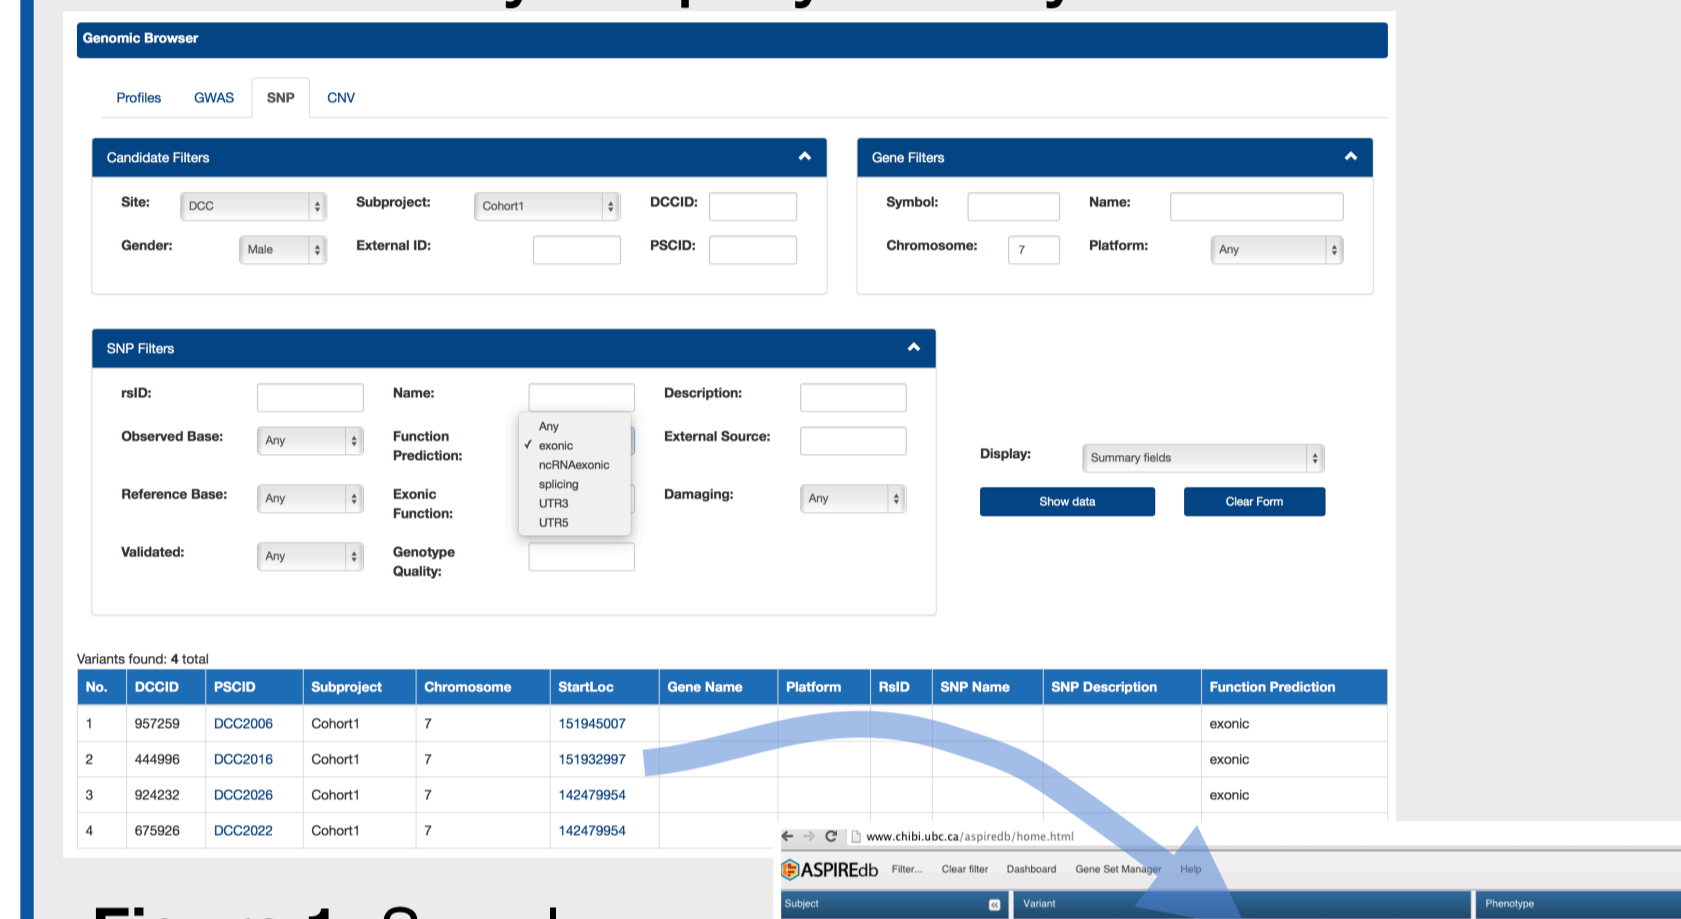 Genomic Browser
Profiles GWAS SNP CNV
Candidate Filters
Gene Filters
Site: DCC Subproject: Cohort1 DCCID:
Symbol: Name:
Gender: Male External ID: PSCID:
Chromosome: 7 Platform: Any
SNP Filters
rsID: Name: Description:
Observed Base: Any Function Prediction: External Source:
Any
✓ exonic
ncRNAexonic
splicing
UTR3
UTR5
Display: Summary fields
Reference Base: Any Exonic Function: Damaging: Any
Show data Clear Form
Validated: Any Genotype Quality:
Variants found: 4 total
No. DCCID PSCID Subproject Chromosome StartLoc Gene Name Platform RsID SNP Name SNP Description Function Prediction
1 957259 DCC2006 Cohort1 7 151945007 exonic
2 444996 DCC2016 Cohort1 7 151932997 exonic
3 924232 DCC2026 Cohort1 7 142479954 exonic
4 675926 DCC2022 Cohort1 7 142479954
www.chibi.ubc.ca/aspiredb/home.html
ASPIREdb Filter... Clear filter Dashboard Gene Set Manager Help
Subject Variant Phenotype